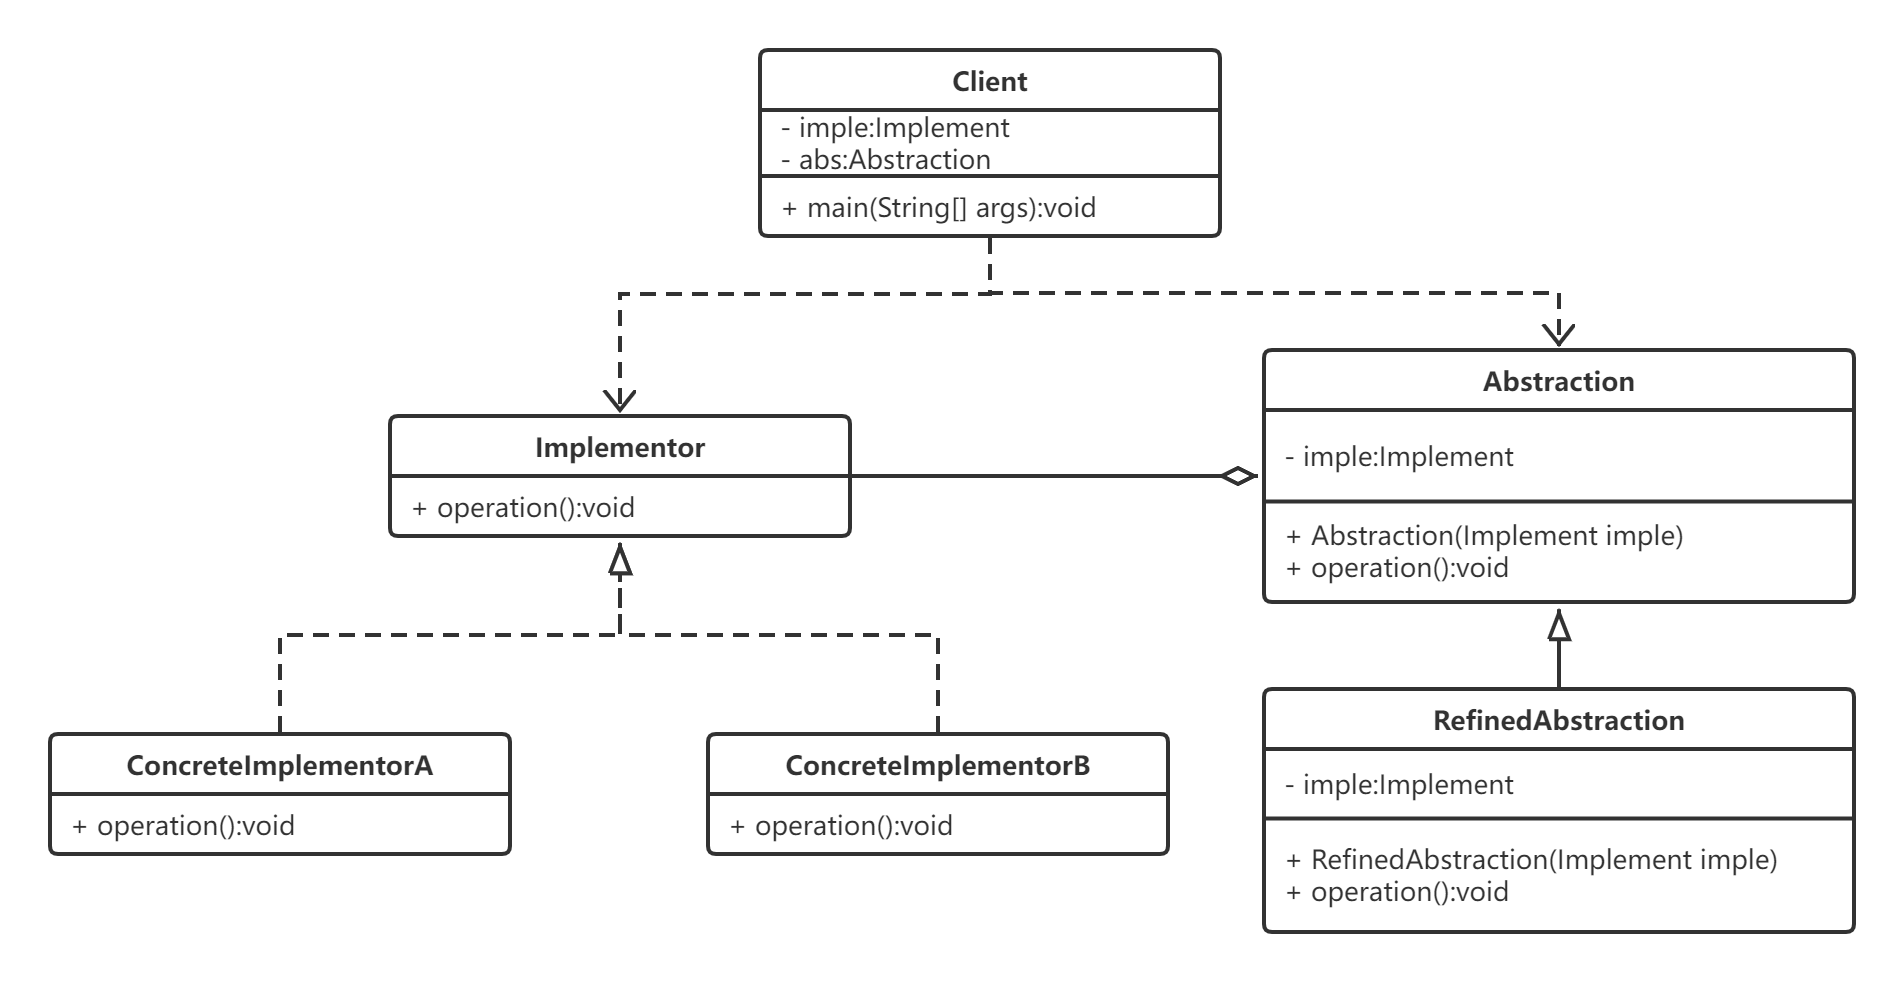 Client
- imple:Implement
- abs:Abstraction
+ main(String[] args):void
Implementor
+ operation():void
Abstraction
- imple:Implement
+ Abstraction(Implement imple)
+ operation():void
ConcreteImplementorA
+ operation():void
ConcreteImplementorB
+ operation():void
RefinedAbstraction
- imple:Implement
+ RefinedAbstraction(Implement imple)
+ operation():void